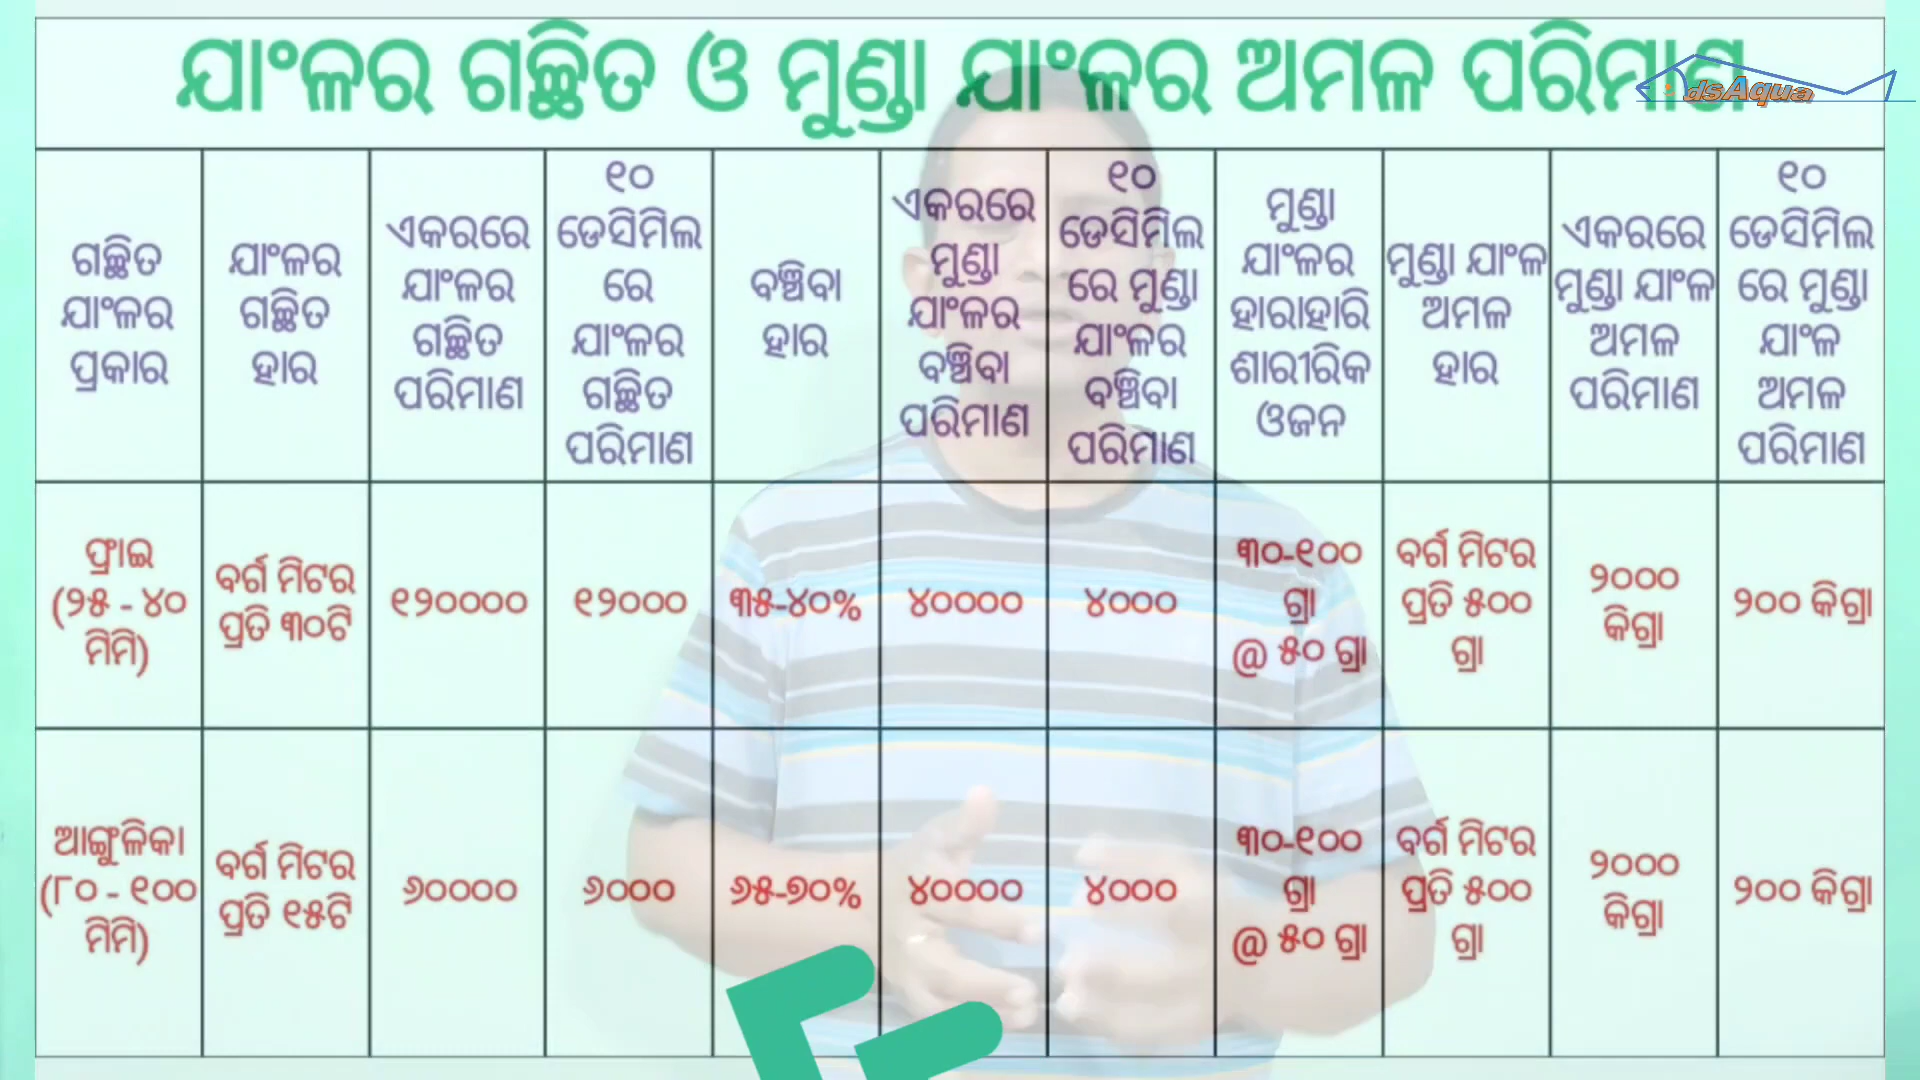 ଯାଂଳର ଗଚ୍ଛିତ ଓ ମୁଣ୍ଡା ଯାଂଳର ଅମଳ ପରିମାଣ
dsAqua
ଗଚ୍ଛିତ
ଯାଂଳର
ପ୍ରକାର
ଯାଂଳର
ଗଚ୍ଛିତ
ହାର
ଏକରରେ
ଯାଂଳର
ଗଚ୍ଛିତ
ପରିମାଣ
୧୦
ଡେସିମିଲ
ରେ
ଯାଂଳର
ଗଚ୍ଛିତ
ପରିମାଣ
ବଞ୍ଚିବା
ହାର
ଏକରରେ
ମୁଣ୍ଡା
ଯାଂଳର
ବଞ୍ଚିବା
ପରିମାଣ
୧୦
ଡେସିମିଲ
ରେ ମୁଣ୍ଡା
ଯାଂଳର
ବଞ୍ଚିବା
ପରିମାଣ
ମୁଣ୍ଡା
ଯାଂଳର
ହାରାହାରି
ଶାରୀରିକ
ଓଜନ
ମୁଣ୍ଡା ଯାଂଳ
ଅମଳ
ହାର
ଏକରରେ
ମୁଣ୍ଡା ଯାଂଳ
ଅମଳ
ପରିମାଣ
୧୦
ଡେସିମିଲ
ରେ ମୁଣ୍ଡା
ଯାଂଳ
ଅମଳ
ପରିମାଣ
ଫ୍ରାଇ
(୨୫ - ୪୦
ମିମି)
ବର୍ଗ ମିଟର
ପ୍ରତି ୩୦ଟି
୧୨୦୦୦୦
୧୨୦୦୦
୩୫-୪୦%
୪୦୦୦୦
୪୦୦୦
୩୦-୧୦୦
ଗ୍ରା
@ ୫୦ ଗ୍ରା
ବର୍ଗ ମିଟର
ପ୍ରତି ୫୦୦
ଗ୍ରା
୨୦୦୦
କିଗ୍ରା
୨୦୦ କିଗ୍ରା
ଆଙ୍ଗୁଳିକା
(୮୦ - ୧୦୦
ମିମି)
ବର୍ଗ ମିଟର
ପ୍ରତି ୧୫ଟି
୬୦୦୦୦
୬୦୦୦
୬୫-୭୦%
୪୦୦୦୦
୪୦୦୦
୩୦-୧୦୦
ଗ୍ରା
@ ୫୦ ଗ୍ରା
ବର୍ଗ ମିଟର
ପ୍ରତି ୫୦୦
ଗ୍ରା
୨୦୦୦
କିଗ୍ରା
୨୦୦ କିଗ୍ରା